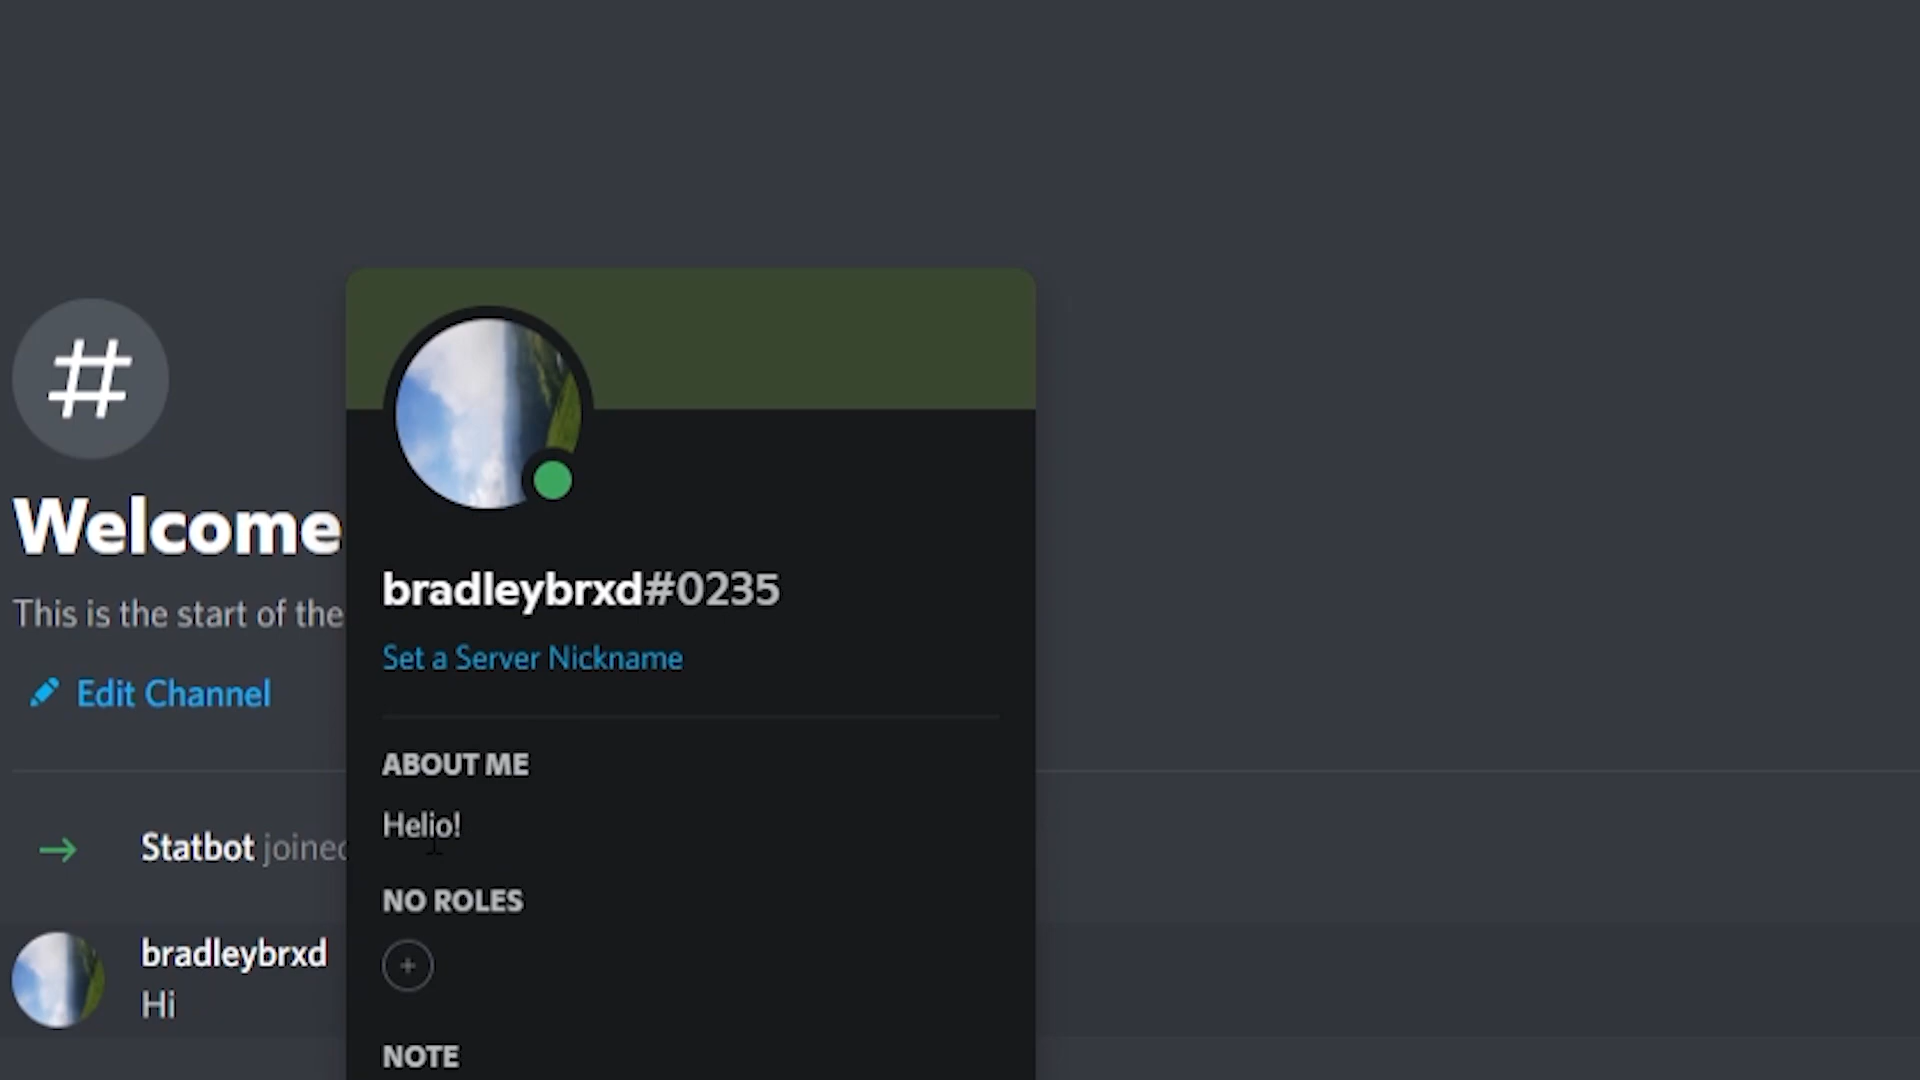 Welcome
This is the start of the
Edit Channel
Statbot joined
bradleybrxd
Hi
bradleybrxd#0235
Set a Server Nickname
ABOUT ME
Hello!
NO ROLES
NOTE